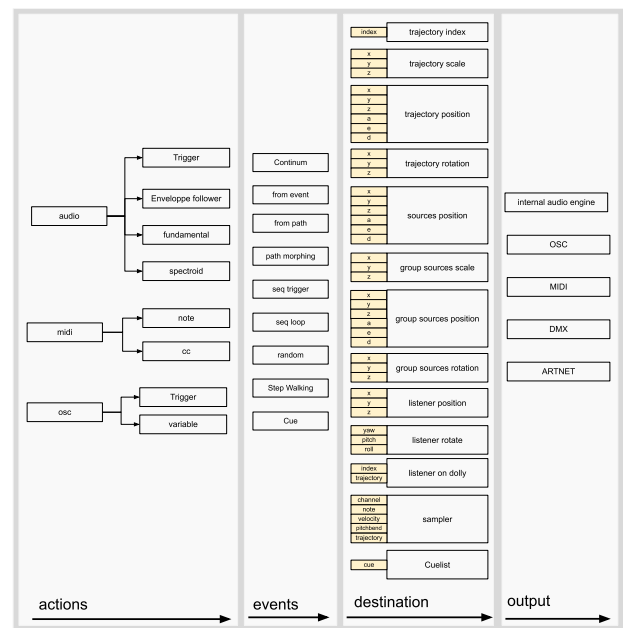 audio
Trigger
Enveloppe follower
fundamental
spectroid
midi
note
cc
osc
Trigger
variable
actions
Continum
from event
from path
path morphing
seq trigger
seq loop
random
Step Walking
Cue
events
index
trajectory index
x
y
z
trajectory scale
x
y
z
a
e
d
trajectory position
x
y
z
trajectory rotation
x
y
z
a
e
d
sources position
x
y
z
group sources scale
x
y
z
a
e
d
group sources position
x
y
z
group sources rotation
x
y
z
listener position
yaw
pitch
roll
listener rotate
index
trajectory
listener on dolly
channel
note
velocity
pitchbend
trajectory
sampler
cue
Cuelist
destination
internal audio engine
OSC
MIDI
DMX
ARTNET
output